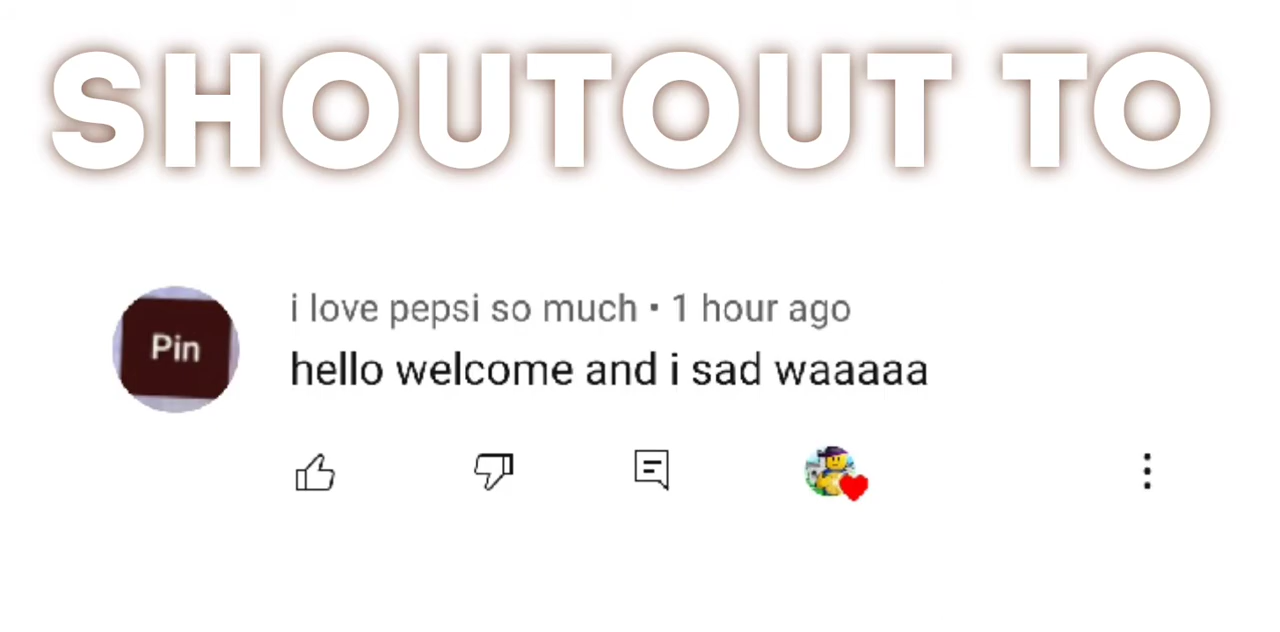 SHOUTOUT TO
i love pepsi so much • 1 hour ago
Pin
hello welcome and i sad waaaaa